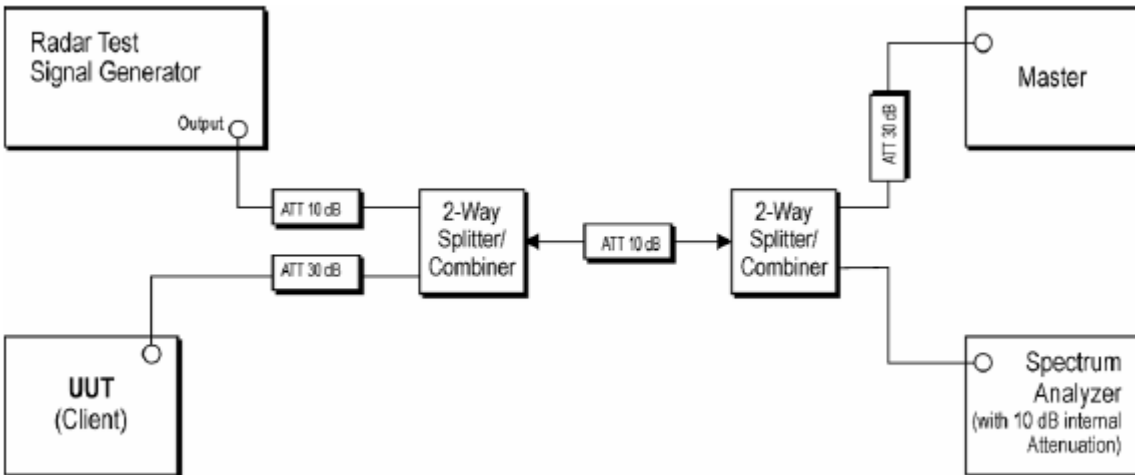 Radar Test
Signal Generator
Output
ATT 10 dB
ATT 30 dB
2-Way
Splitter/
Combiner
ATT 10 dB
2-Way
Splitter/
Combiner
ATT 30 dB
Master
UUT
(Client)
Spectrum
Analyzer
(with 10 dB internal
Attenuation)